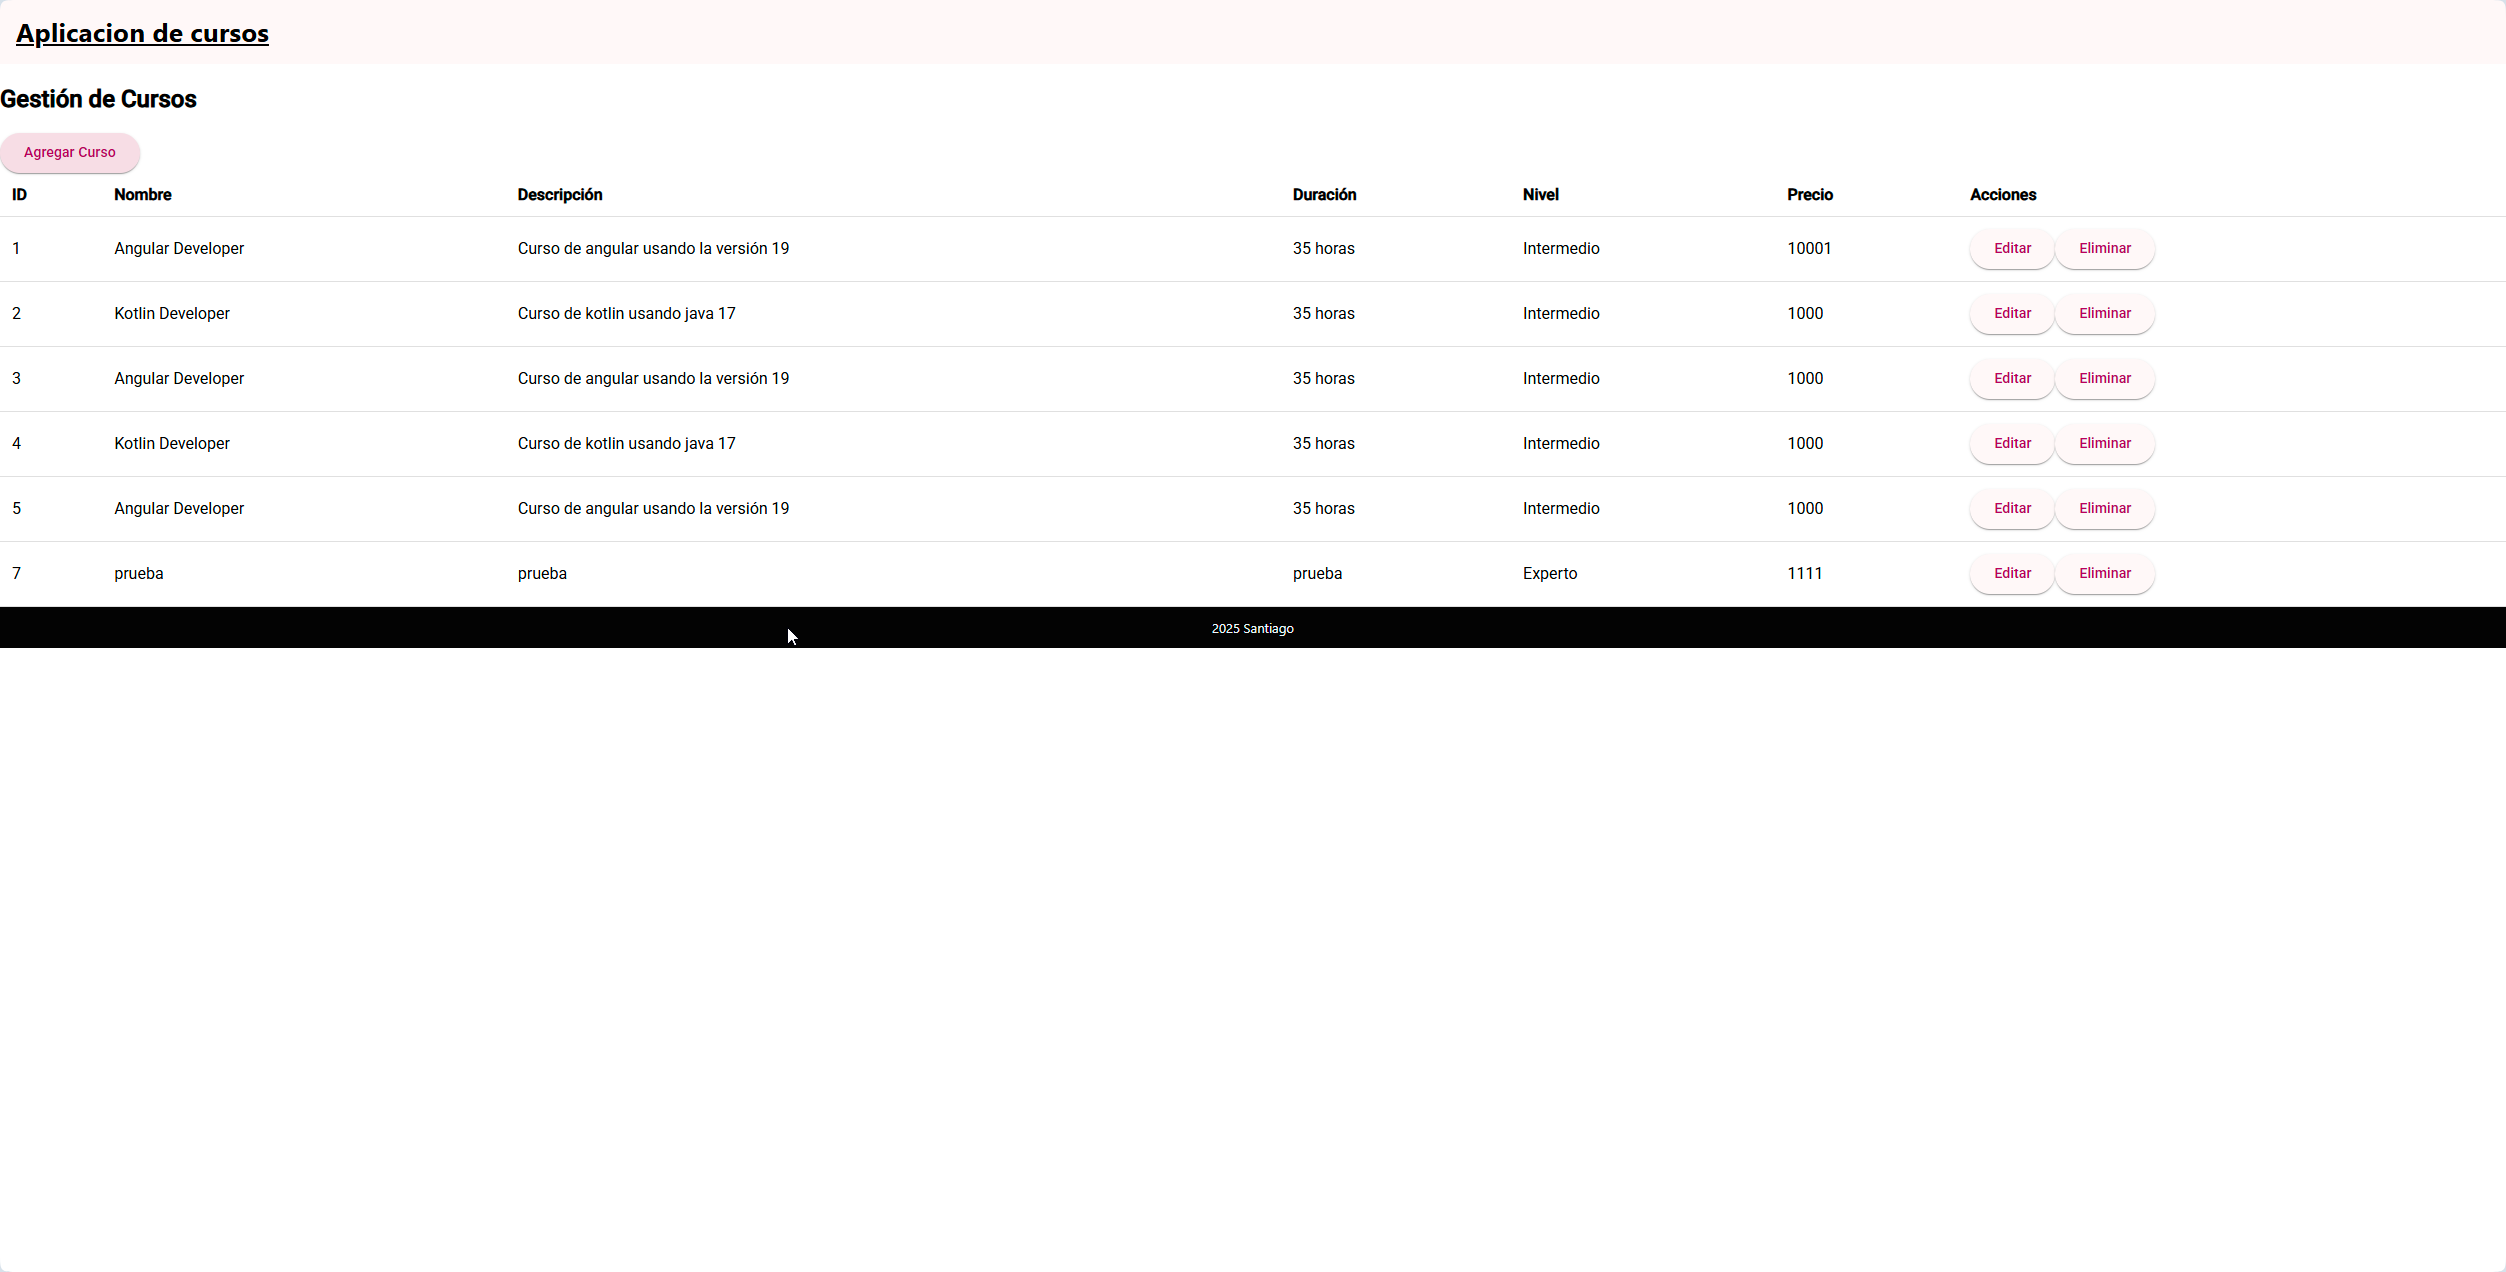 Aplicacion de cursos
Gestión de Cursos
Agregar Curso
ID Nombre Descripción Duración Nivel Precio Acciones
1 Angular Developer Curso de angular usando la versión 19 35 horas Intermedio 10001 Editar Eliminar
2 Kotlin Developer Curso de kotlin usando java 17 35 horas Intermedio 1000 Editar Eliminar
3 Angular Developer Curso de angular usando la versión 19 35 horas Intermedio 1000 Editar Eliminar
4 Kotlin Developer Curso de kotlin usando java 17 35 horas Intermedio 1000 Editar Eliminar
5 Angular Developer Curso de angular usando la versión 19 35 horas Intermedio 1000 Editar Eliminar
7 prueba prueba prueba Experto 1111 Editar Eliminar
2025 Santiago